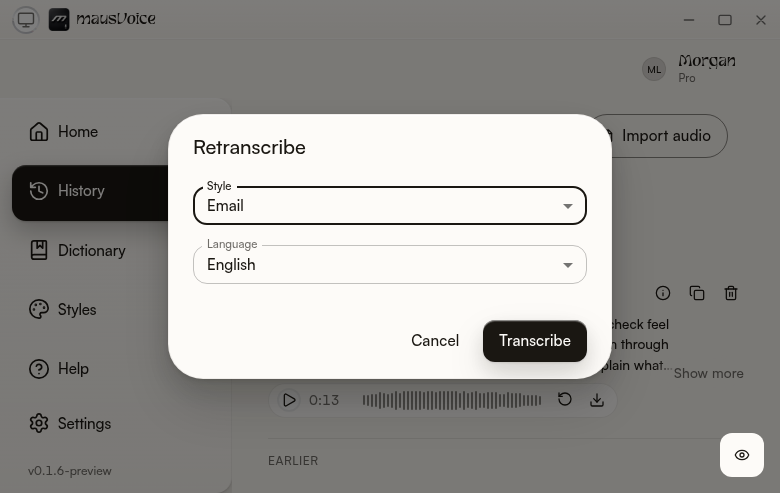 mausVoice
ML
Morgan
Pro
Home
History
Dictionary
Styles
Help
Settings
v0.1.6-preview
Import audio
Retranscribe
Style
Email
Language
English
Cancel
Transcribe
check feel
through
plain what...
Show more
0:13
EARLIER